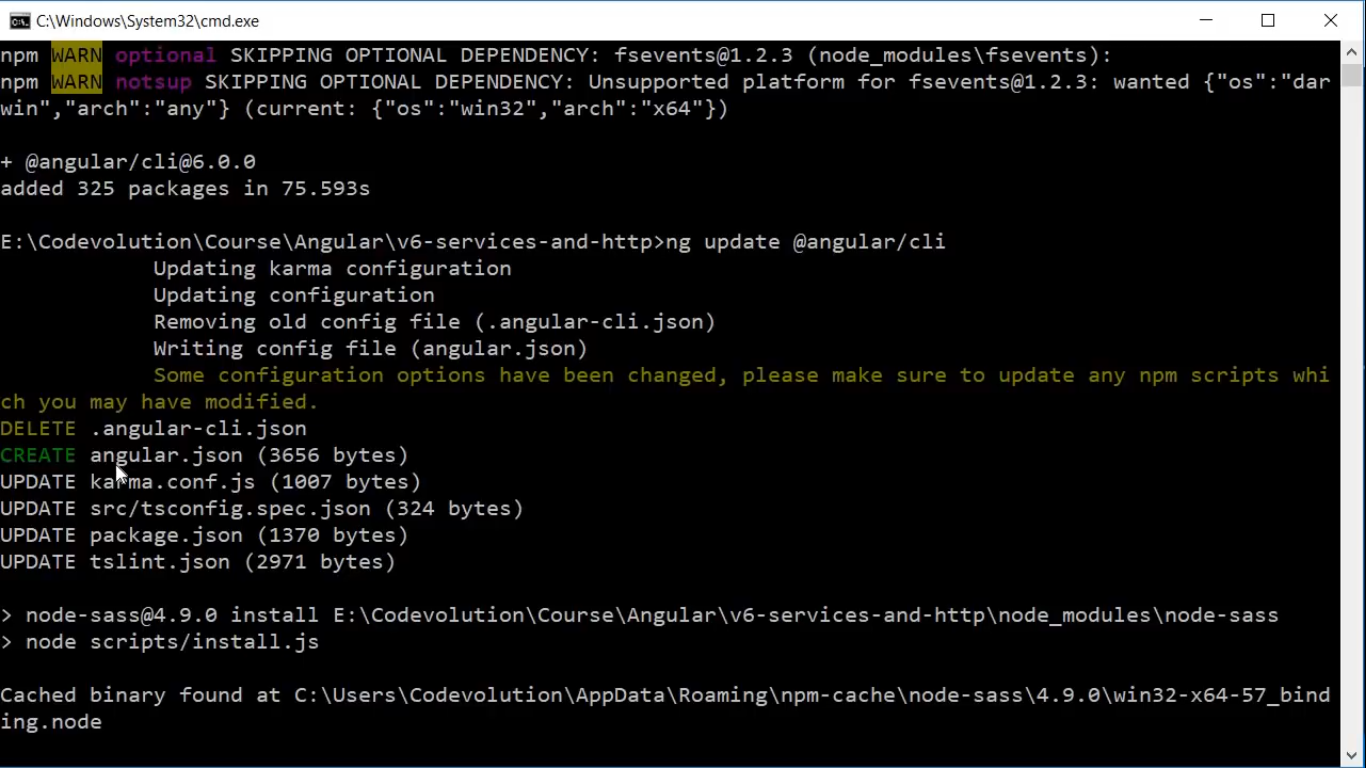 C:\Windows\System32\cmd.exe
npm WARN optional SKIPPING OPTIONAL DEPENDENCY: fsevents@1.2.3 (node_modules\fsevents):
npm WARN notsup SKIPPING OPTIONAL DEPENDENCY: Unsupported platform for fsevents@1.2.3: wanted {"os":"dar
win","arch":"any"} (current: {"os":"win32","arch":"x64"})
+ @angular/cli@6.0.0
added 325 packages in 75.593s
E:\Codevolution\Course\Angular\v6-services-and-http>ng update @angular/cli
Updating karma configuration
Updating configuration
Removing old config file (.angular-cli.json)
Writing config file (angular.json)
Some configuration options have been changed, please make sure to update any npm scripts whi
ch you may have modified.
DELETE .angular-cli.json
CREATE angular.json (3656 bytes)
UPDATE karma.conf.js (1007 bytes)
UPDATE src/tsconfig.spec.json (324 bytes)
UPDATE package.json (1370 bytes)
UPDATE tslint.json (2971 bytes)
> node-sass@4.9.0 install E:\Codevolution\Course\Angular\v6-services-and-http\node_modules\node-sass
> node scripts/install.js
Cached binary found at C:\Users\Codevolution\AppData\Roaming\npm-cache\node-sass\4.9.0\win32-x64-57_bind
ing.node